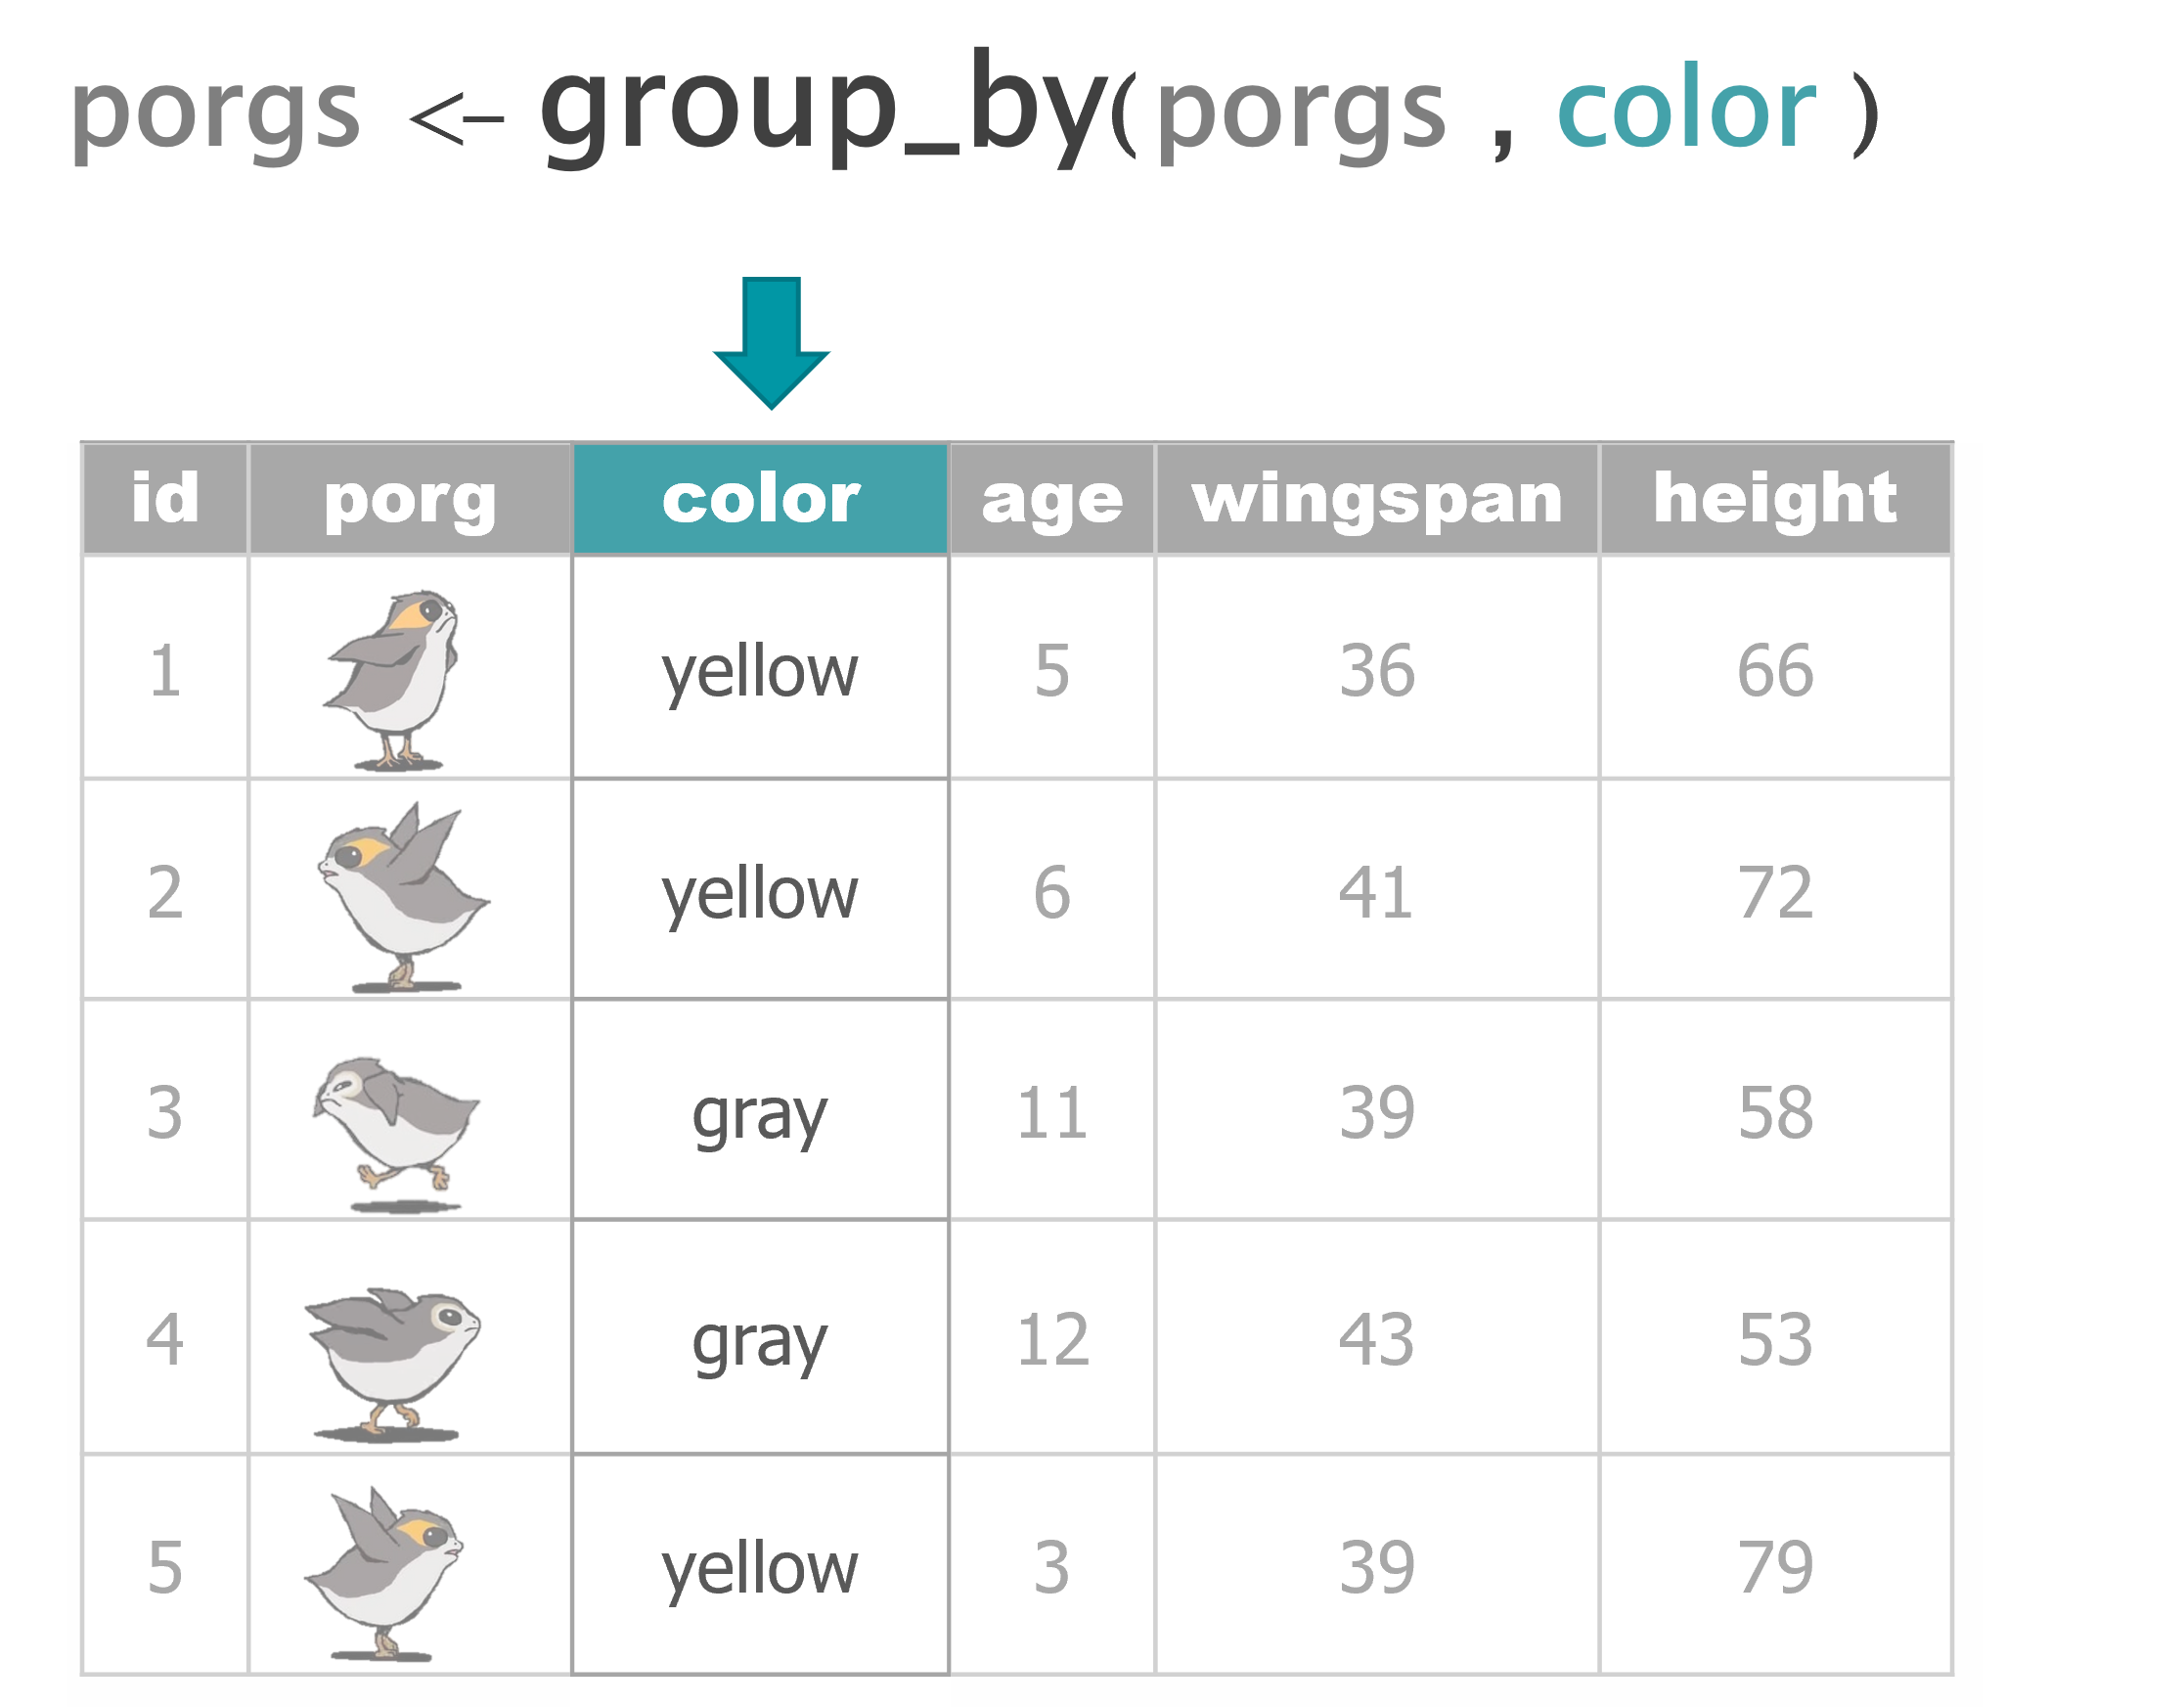 porgs <- group_by(porgs , color )
id porg color age wingspan height
1 yellow 5 36 66
2 yellow 6 41 72
3 gray 11 39 58
4 gray 12 43 53
5 yellow 3 39 79